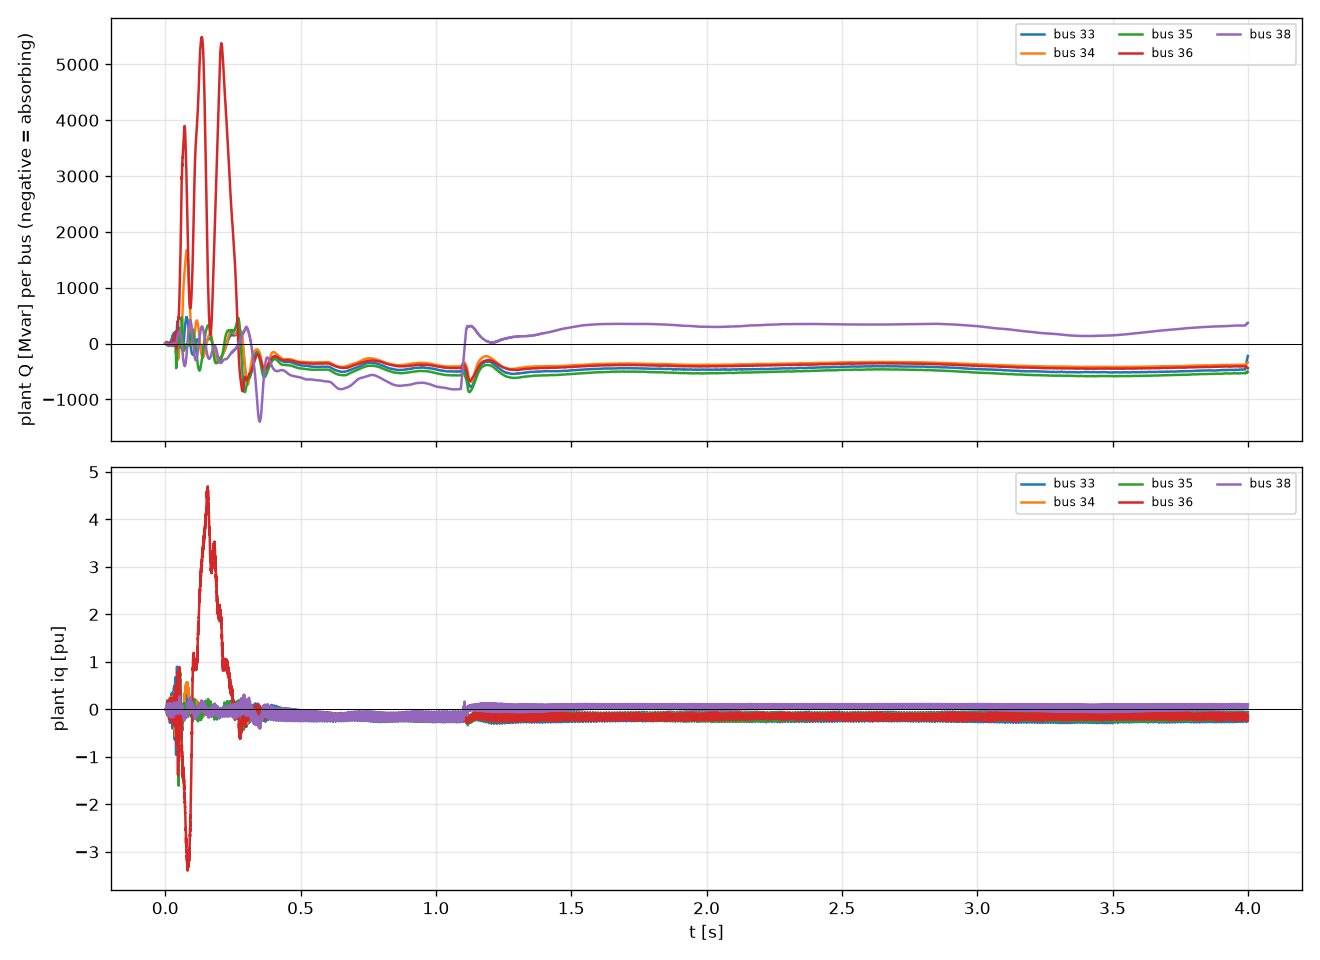 plant Q [Mvar] per bus (negative = absorbing)
5000
4000
3000
2000
1000
0
−1000
bus 33 bus 35 bus 38
bus 34 bus 36
plant iq [pu]
5
4
3
2
1
0
−1
−2
−3
bus 33 bus 35 bus 38
bus 34 bus 36
0.0 0.5 1.0 1.5 2.0 2.5 3.0 3.5 4.0
t [s]